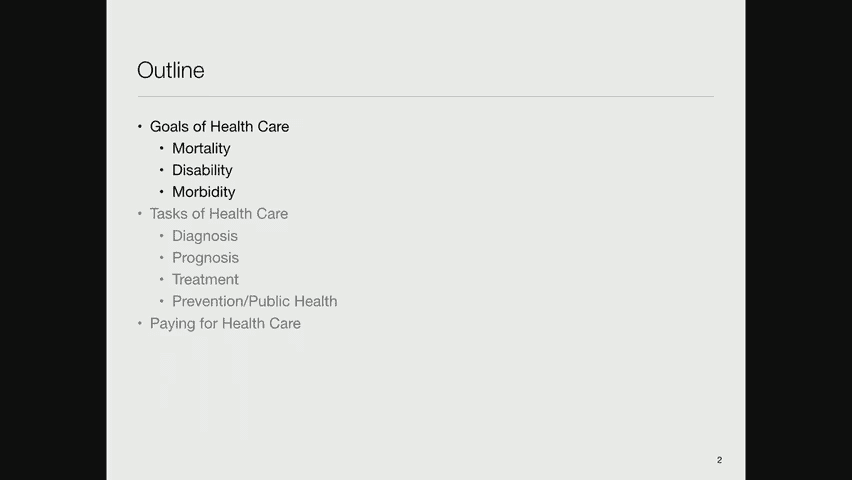 Outline
• Goals of Health Care
• Mortality
• Disability
• Morbidity
• Tasks of Health Care
• Diagnosis
• Prognosis
• Treatment
• Prevention/Public Health
• Paying for Health Care
2